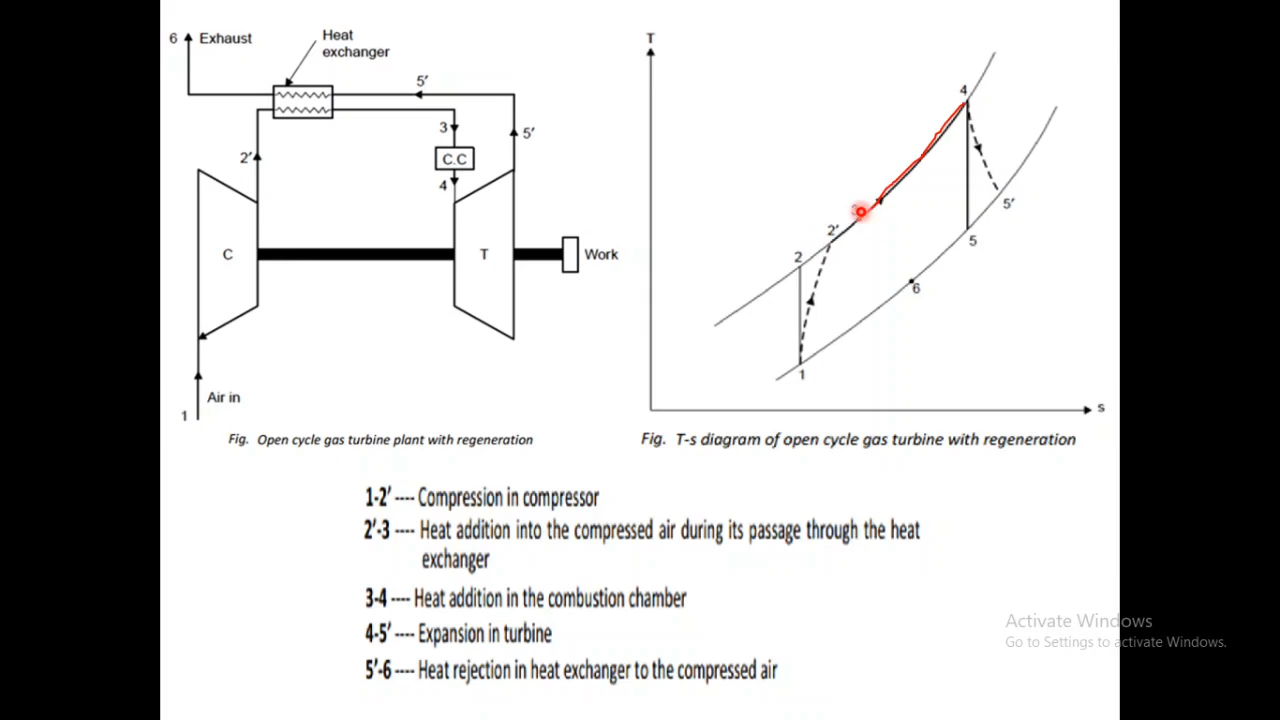 6 Exhaust
Heat
exchanger
5′
3
5′
2′
C.C
4
C
T
Work
Air in
1
T
4
5′
2′
2
5
6
1
s
Fig. Open cycle gas turbine plant with regeneration
Fig. T-s diagram of open cycle gas turbine with regeneration
1-2′ ---- Compression in compressor
2′-3 ---- Heat addition into the compressed air during its passage through the heat
exchanger
3-4 ---- Heat addition in the combustion chamber
4-5′ ---- Expansion in turbine
5′-6 ---- Heat rejection in heat exchanger to the compressed air
Activate Windows
Go to Settings to activate Windows.